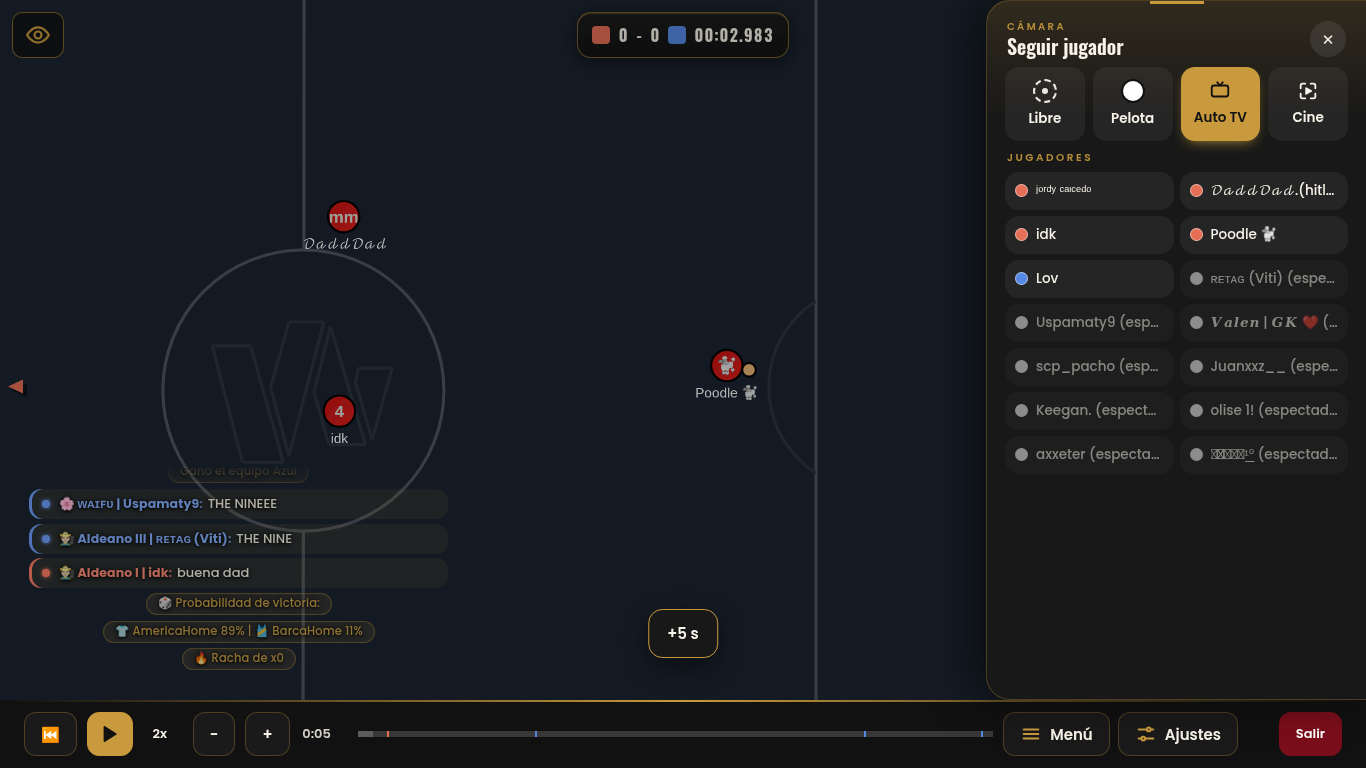 0 - 0 00:02.983
CÁMARA
Seguir jugador
✕
Libre
Pelota
Auto TV
Cine
JUGADORES
jordy caicedo
𝓓𝓪𝓭𝓭𝓓𝓪𝓭.(hitl...
idk
Poodle 🐩
Lov
ʀᴇᴛᴀɢ (Viti) (espe...
Uspamaty9 (esp...
𝑽𝒂𝒍𝒆𝒏 | 𝑮𝑲 ❤️ (...
scp_pacho (esp...
Juanxxz__ (espe...
Keegan. (espect...
olise 1! (espectad...
axxeter (especta...
(espectad...
mm
𝓓𝓪𝓭𝓭𝓓𝓪𝓭
Poodle 🐩
4
idk
Ganó el equipo Azul
🌸 ᴡᴀɪꜰᴜ | Uspamaty9: THE NINEEE
Aldeano III | ʀᴇᴛᴀɢ (Viti): THE NINE
Aldeano I | idk: buena dad
🎲 Probabilidad de victoria:
👕 AmericaHome 89% | 🎽 BarcaHome 11%
🔥 Racha de x0
+5 s
2x
-
+
0:05
Menú
Ajustes
Salir